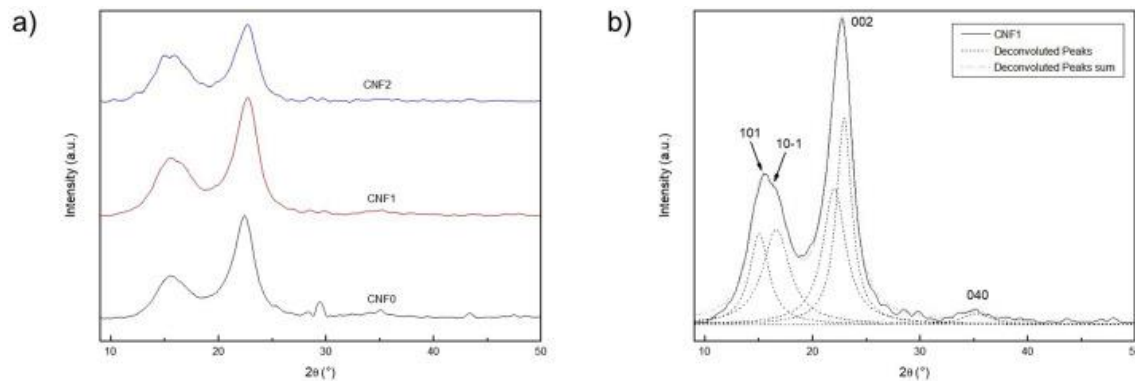 a)
CNF2
CNF1
CNF0
Intensity (a.u.)
10 20 30 40 50
2θ (°)
b)
002
CNF1
Deconvoluted Peaks
Deconvoluted Peaks sum
101
10-1
040
Intensity (a.u.)
10 20 30 40 50
2θ (°)